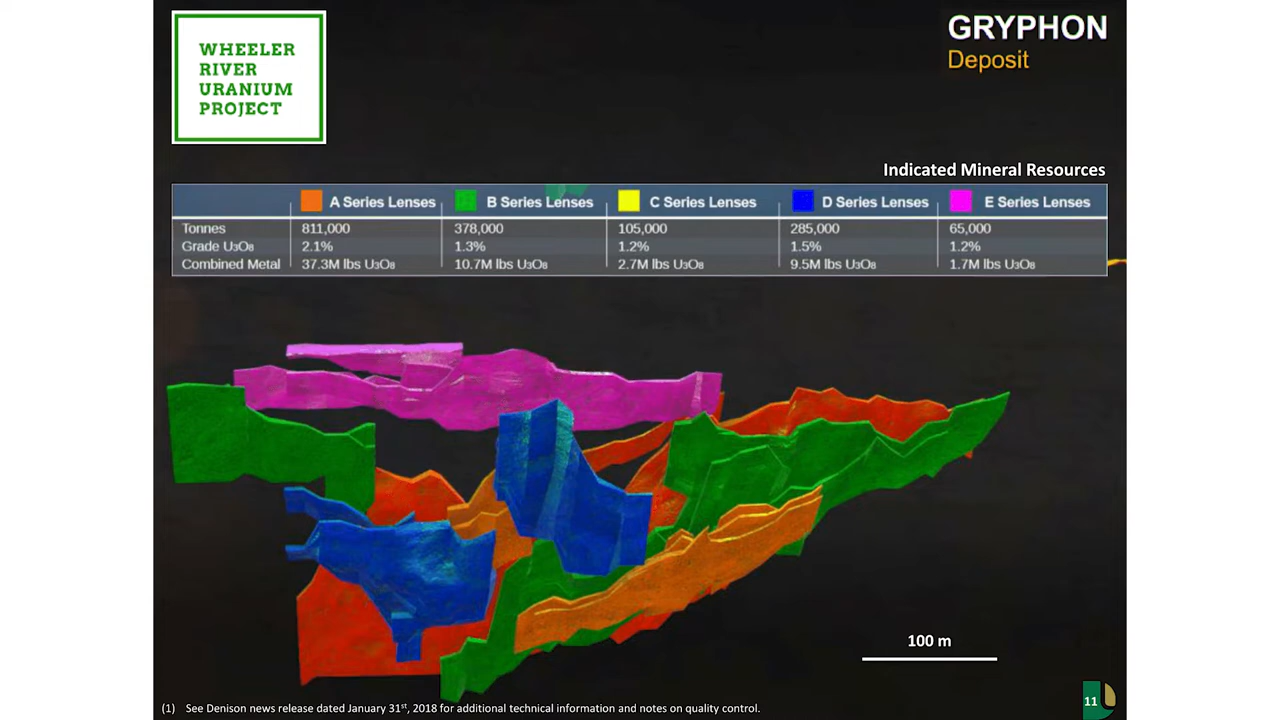 WHEELER
RIVER
URANIUM
PROJECT
GRYPHON
Deposit
Indicated Mineral Resources
A Series Lenses B Series Lenses C Series Lenses D Series Lenses E Series Lenses
Tonnes 811,000 378,000 105,000 285,000 65,000
Grade U₃O₈ 2.1% 1.3% 1.2% 1.5% 1.2%
Combined Metal 37.3M lbs U₃O₈ 10.7M lbs U₃O₈ 2.7M lbs U₃O₈ 9.5M lbs U₃O₈ 1.7M lbs U₃O₈
100 m
(1) See Denison news release dated January 31st, 2018 for additional technical information and notes on quality control.
11